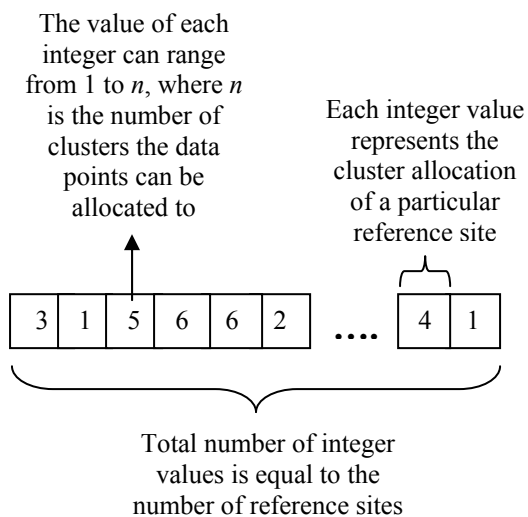 The value of each
integer can range
from 1 to n, where n
is the number of
clusters the data
points can be
allocated to
Each integer value
represents the
cluster allocation
of a particular
reference site
3 1 5 6 6 2 .... 4 1
Total number of integer
values is equal to the
number of reference sites